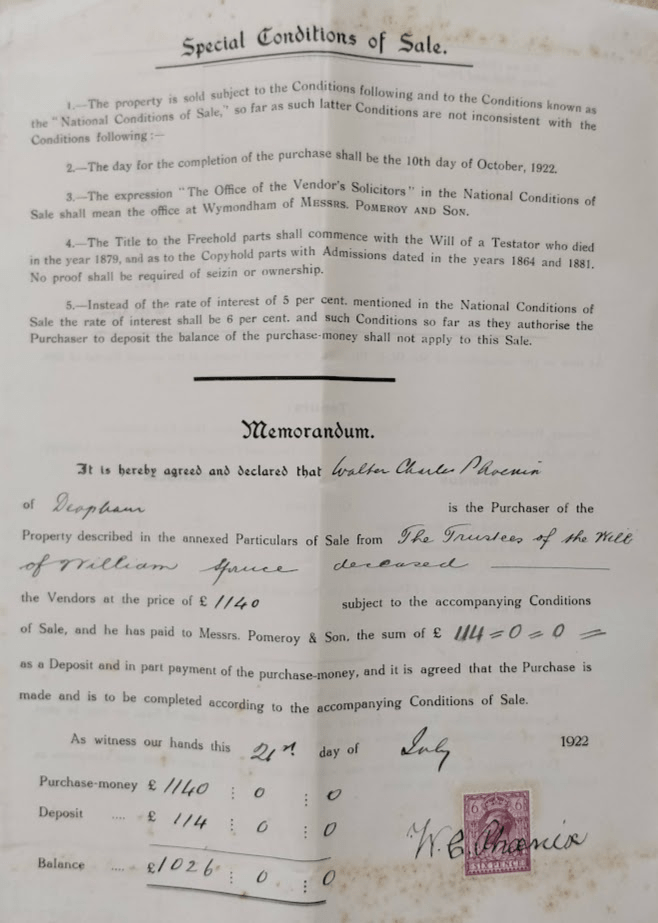 Special Conditions of Sale.
1.—The property is sold subject to the Conditions following and to the Conditions known as
the "National Conditions of Sale," so far as such latter Conditions are not inconsistent with the
Conditions following :—
2.—The day for the completion of the purchase shall be the 10th day of October, 1922.
3.—The expression "The Office of the Vendor's Solicitors" in the National Conditions of
Sale shall mean the office at Wymondham of MESSRS. POMEROY AND SON.
4.—The Title to the Freehold parts shall commence with the Will of a Testator who died
in the year 1879, and as to the Copyhold parts with Admissions dated in the years 1864 and 1881.
No proof shall be required of seizin or ownership.
5.—Instead of the rate of interest of 5 per cent. mentioned in the National Conditions of
Sale the rate of interest shall be 6 per cent. and such Conditions so far as they authorise the
Purchaser to deposit the balance of the purchase-money shall not apply to this Sale.
Memorandum.
It is hereby agreed and declared that Walter Charles Phoenix
of Deopham is the Purchaser of the
Property described in the annexed Particulars of Sale from The Trustees of the Will
of William Spruce deceased
the Vendors at the price of £ 1140 subject to the accompanying Conditions
of Sale, and he has paid to Messrs. Pomeroy & Son. the sum of £ 114=0=0=
as a Deposit and in part payment of the purchase-money, and it is agreed that the Purchase is
made and is to be completed according to the accompanying Conditions of Sale.
As witness our hands this 21st day of July 1922
Purchase-money £ 1140 : 0 : 0
Deposit .... £ 114 : 0 : 0
Balance .... £1026 : 0 : 0
W. C. Phoenix
6 6
SIX PENCE